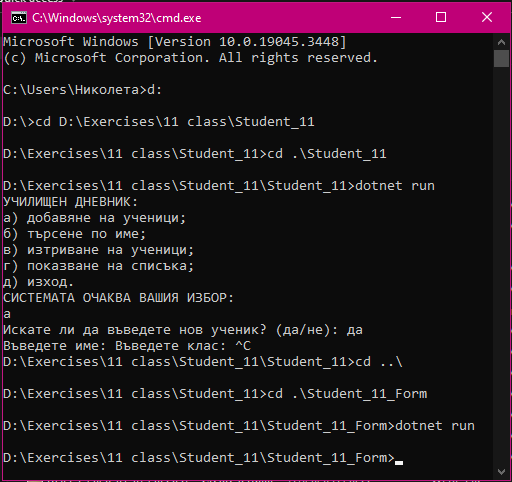 C:\Windows\system32\cmd.exe
Microsoft Windows [Version 10.0.19045.3448]
(c) Microsoft Corporation. All rights reserved.
C:\Users\Николета>d:
D:\>cd D:\Exercises\11 class\Student_11
D:\Exercises\11 class\Student_11>cd .\Student_11
D:\Exercises\11 class\Student_11\Student_11>dotnet run
УЧИЛИЩЕН ДНЕВНИК:
а) добавяне на ученици;
б) търсене по име;
в) изтриване на ученици;
г) показване на списъка;
д) изход.
СИСТЕМАТА ОЧАКВА ВАШИЯ ИЗБОР:
а
Искате ли да въведете нов ученик? (да/не): да
Въведете име: Въведете клас: ^C
D:\Exercises\11 class\Student_11\Student_11>cd ..\
D:\Exercises\11 class\Student_11>cd .\Student_11_Form
D:\Exercises\11 class\Student_11\Student_11_Form>dotnet run
D:\Exercises\11 class\Student_11\Student_11_Form>